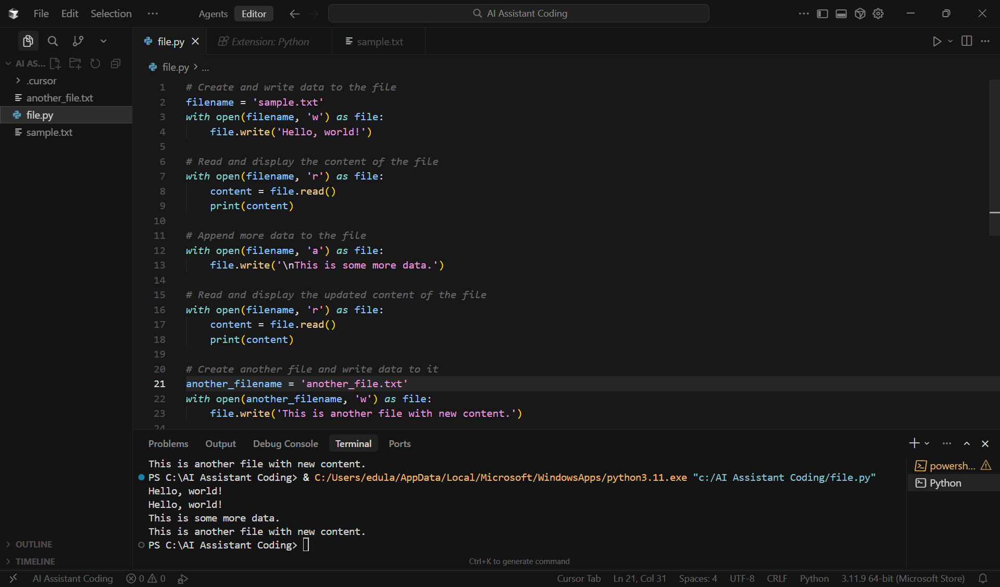 File Edit Selection ··· Agents Editor AI Assistant Coding
file.py Extension: Python sample.txt
AI AS...
.cursor
another_file.txt
file.py
sample.txt
OUTLINE
TIMELINE
file.py > ...
1 # Create and write data to the file
2 filename = 'sample.txt'
3 with open(filename, 'w') as file:
4     file.write('Hello, world!')
5
6 # Read and display the content of the file
7 with open(filename, 'r') as file:
8     content = file.read()
9     print(content)
10
11 # Append more data to the file
12 with open(filename, 'a') as file:
13     file.write('\nThis is some more data.')
14
15 # Read and display the updated content of the file
16 with open(filename, 'r') as file:
17     content = file.read()
18     print(content)
19
20 # Create another file and write data to it
21 another_filename = 'another_file.txt'
22 with open(another_filename, 'w') as file:
23     file.write('This is another file with new content.')
24
Problems Output Debug Console Terminal Ports
This is another file with new content.
PS C:\AI Assistant Coding> & C:/Users/edula/AppData/Local/Microsoft/WindowsApps/python3.11.exe "c:/AI Assistant Coding/file.py"
Hello, world!
Hello, world!
This is some more data.
This is another file with new content.
PS C:\AI Assistant Coding>
powersh...
Python
Ctrl+K to generate command
AI Assistant Coding 0 0 Cursor Tab Ln 21, Col 31 Spaces: 4 UTF-8 CRLF Python 3.11.9 64-bit (Microsoft Store)